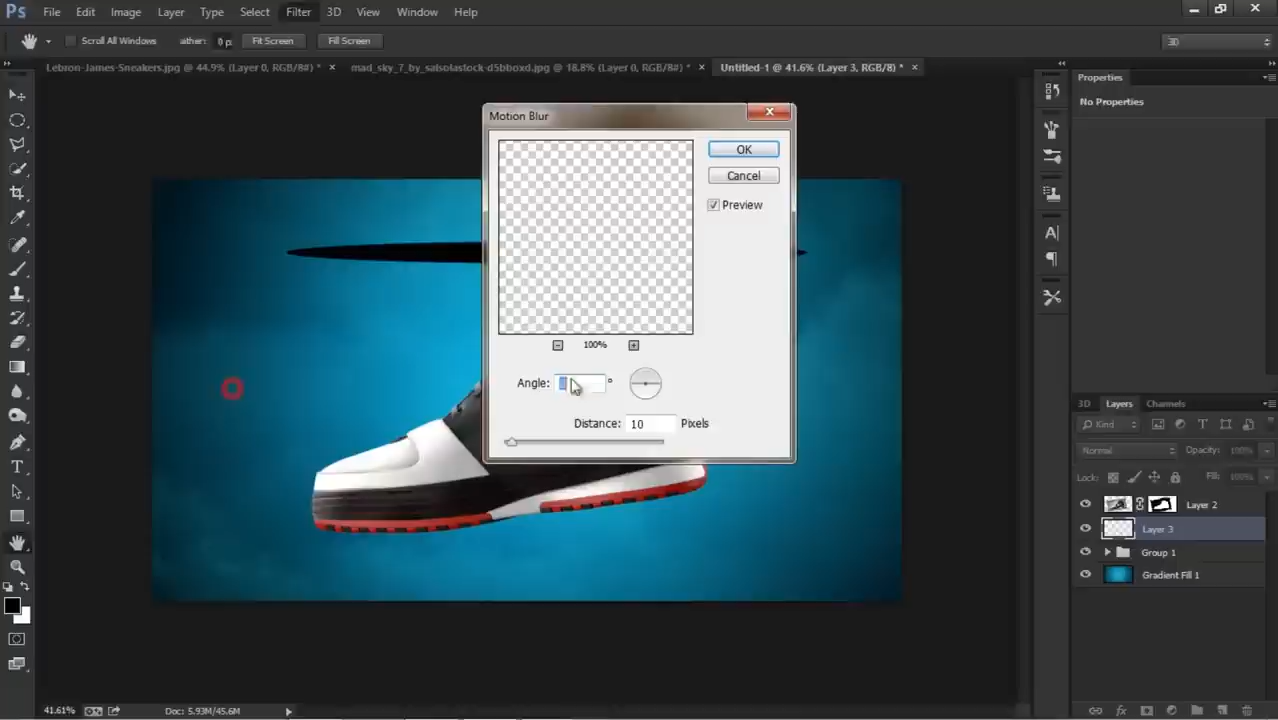 Ps File Edit Image Layer Type Select Filter 3D View Window Help
Scroll All Windows ather: 0 p Fit Screen Fill Screen 3D
Lebron-James-Sneakers.jpg @ 44.9% (Layer 0, RGB/8#) * × mad_sky_7_by_salsolastock-d5bboxd.jpg @ 18.8% (Layer 0, RGB/8#) * × Untitled-1 @ 41.6% (Layer 3, RGB/8) * ×
Properties
No Properties
Motion Blur
OK
Cancel
Preview
100%
Angle: °
Distance: 10 Pixels
3D Layers Channels
Kind
Normal Opacity: 100%
Lock: Fill: 100%
Layer 2
Layer 3
Group 1
Gradient Fill 1
41.61% Doc: 5.93M/45.6M